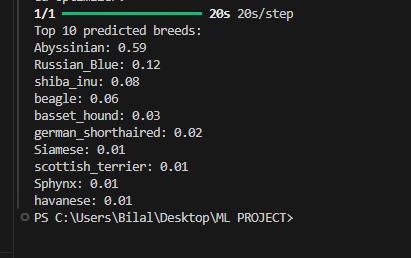 1/1 ━━━━━━━━━━━━━━━━━━━━ 20s 20s/step
Top 10 predicted breeds:
Abyssinian: 0.59
Russian_Blue: 0.12
shiba_inu: 0.08
beagle: 0.06
basset_hound: 0.03
german_shorthaired: 0.02
Siamese: 0.01
scottish_terrier: 0.01
Sphynx: 0.01
havanese: 0.01
PS C:\Users\Bilal\Desktop\ML PROJECT>